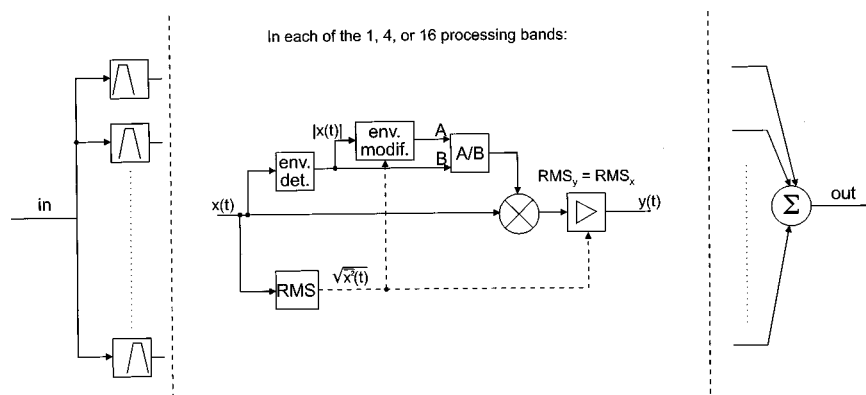 In each of the 1, 4, or 16 processing bands:
|x(t)|
env.
modif.
A
B
A/B
env.
det.
RMSy = RMSx
in
x(t)
y(t)
Σ
out
RMS
√x²(t)